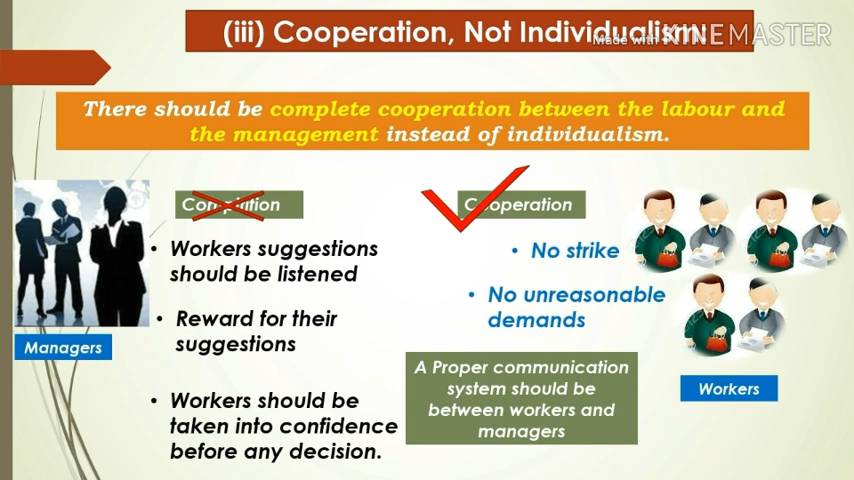 (iii) Cooperation, Not Individualism
Made with KINEMASTER
There should be complete cooperation between the labour and
the management instead of individualism.
Cooperation
Workers suggestions
should be listened
Reward for their
suggestions
Workers should be
taken into confidence
before any decision.
Managers
No strike
No unreasonable
demands
A Proper communication
system should be
between workers and
managers
Workers